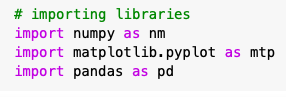 # importing libraries
import numpy as nm
import matplotlib.pyplot as mtp
import pandas as pd